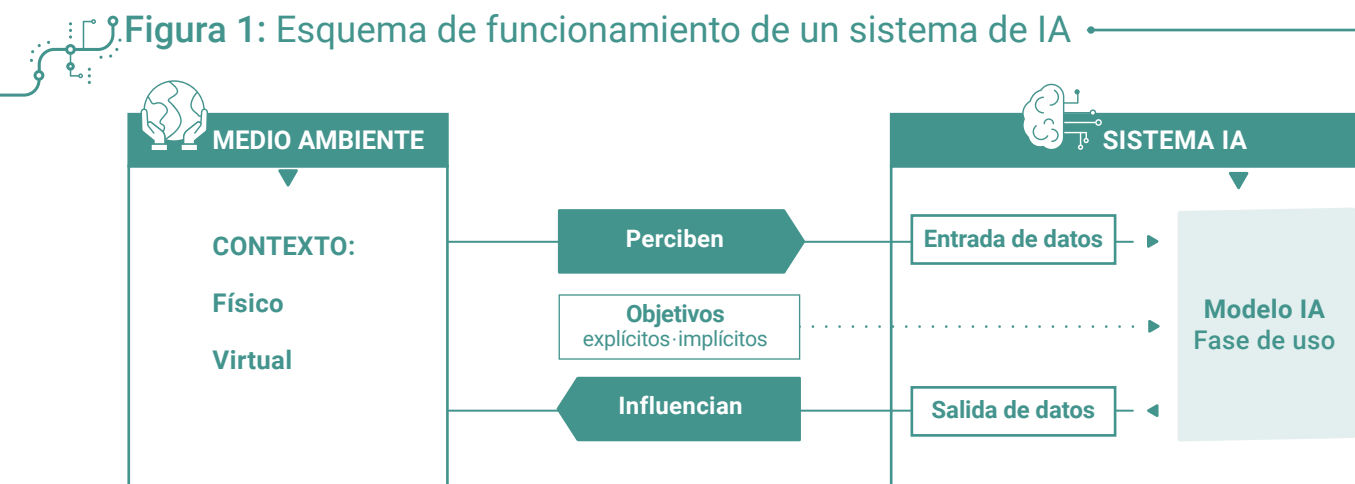 Figura 1: Esquema de funcionamiento de un sistema de IA
MEDIO AMBIENTE
SISTEMA IA
CONTEXTO:
Físico
Virtual
Perciben
Objetivos
explícitos·implícitos
Influencian
Entrada de datos
Salida de datos
Modelo IA
Fase de uso